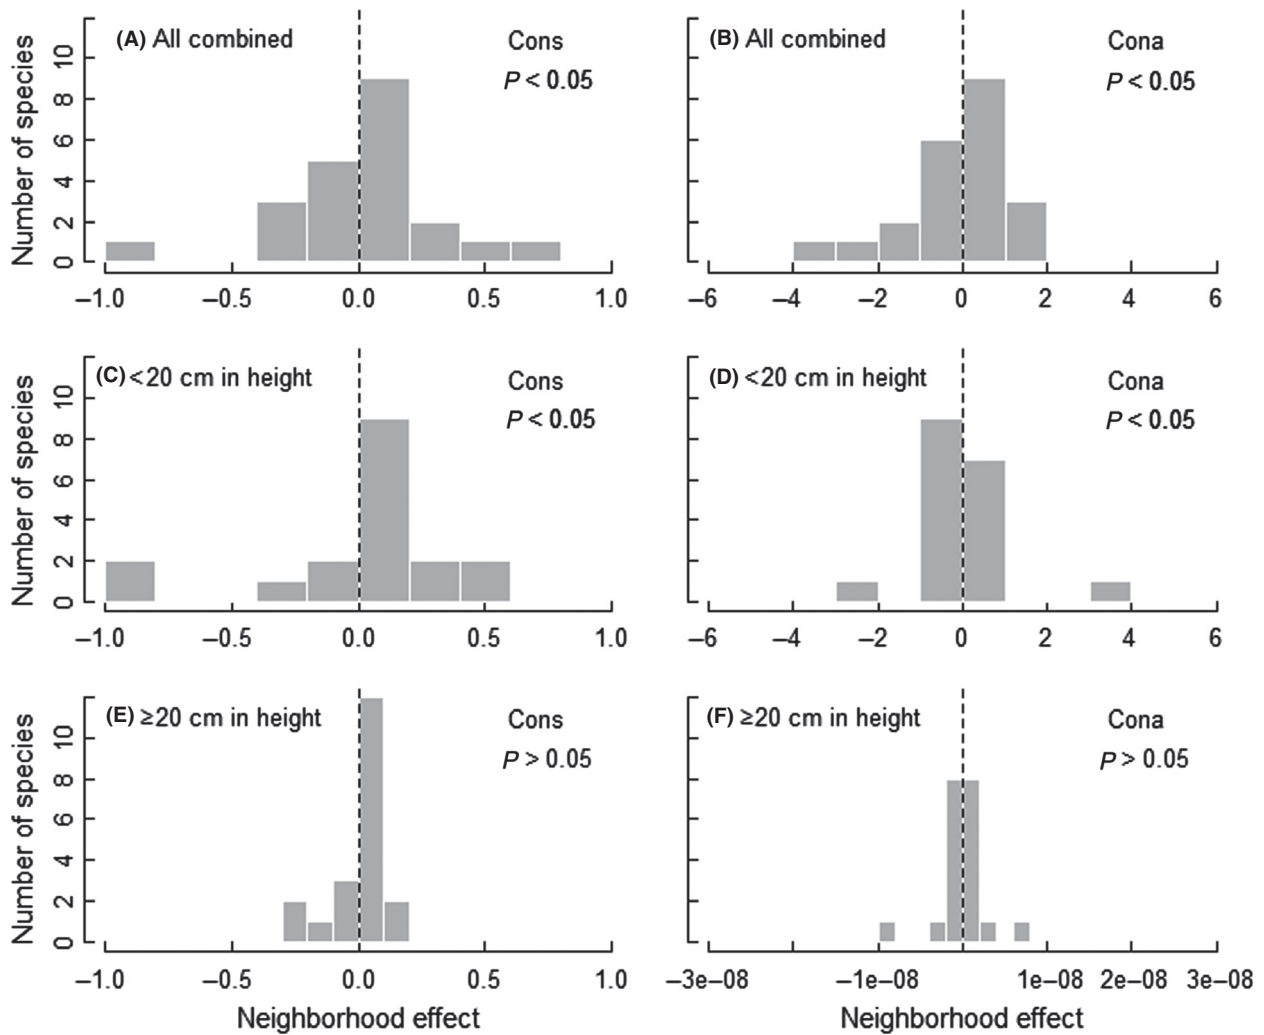 (A) All combined
Cons
P < 0.05
Number of species
0 2 4 6 8 10
–1.0 –0.5 0.0 0.5 1.0
(B) All combined
Cona
P < 0.05
–6 –4 –2 0 2 4 6
(C) <20 cm in height
Cons
P < 0.05
Number of species
0 2 4 6 8 10
–1.0 –0.5 0.0 0.5 1.0
(D) <20 cm in height
Cona
P < 0.05
–6 –4 –2 0 2 4 6
(E) ≥20 cm in height
Cons
P > 0.05
Number of species
0 2 4 6 8 10
–1.0 –0.5 0.0 0.5 1.0
Neighborhood effect
(F) ≥20 cm in height
Cona
P > 0.05
–3e–08 –1e–08 1e–08 2e–08 3e–08
Neighborhood effect